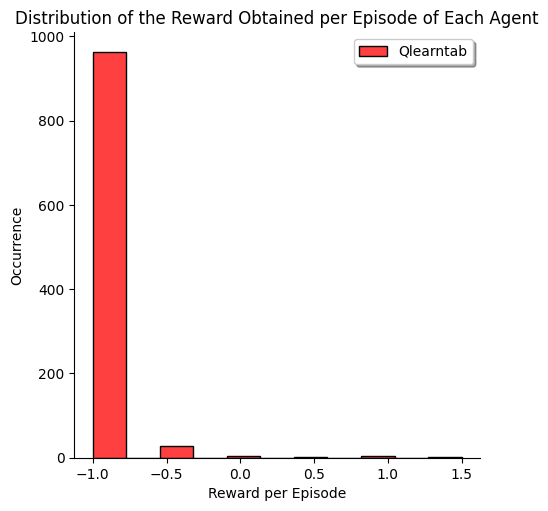 Distribution of the Reward Obtained per Episode of Each Agent
1000
Qlearntab
800
600
Occurrence
400
200
0
−1.0 −0.5 0.0 0.5 1.0 1.5
Reward per Episode